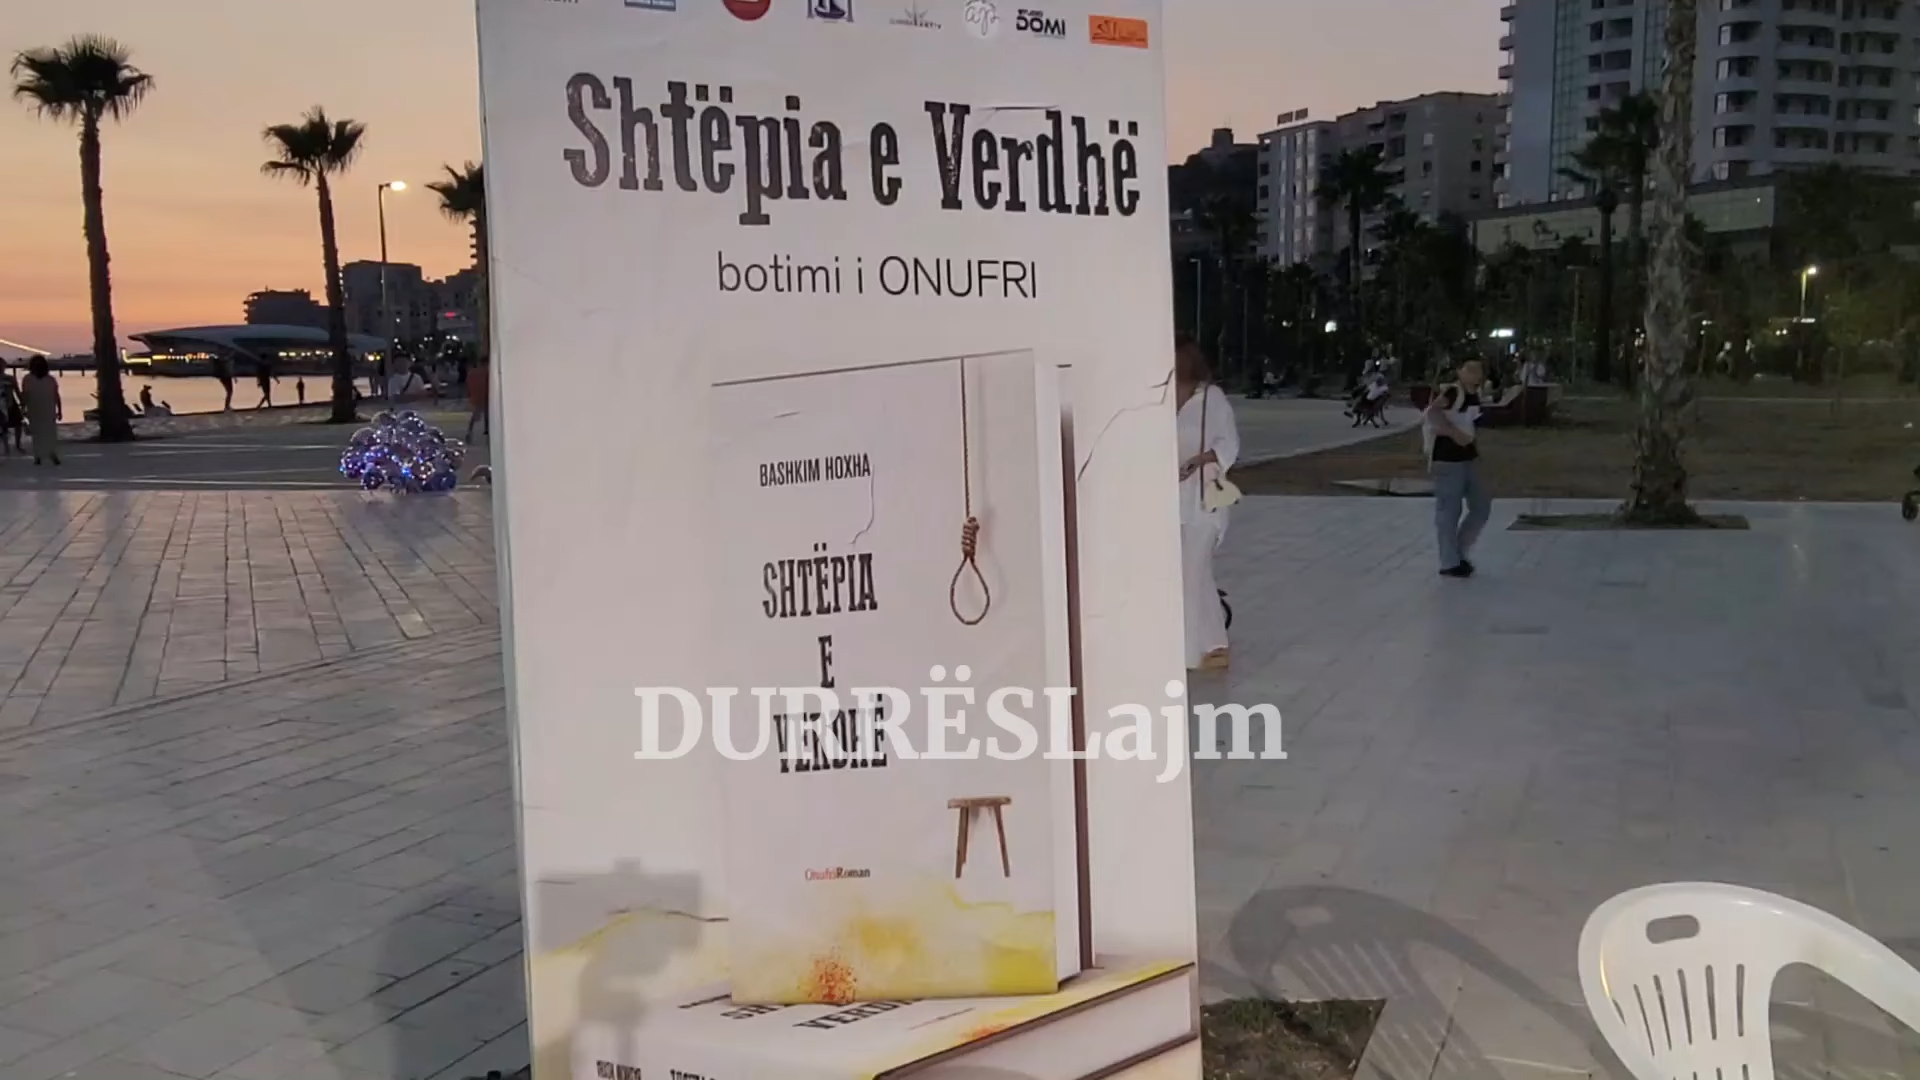 DOMI
Shtëpia e Verdhë
botimi i ONUFRI
BASHKIM HOXHA
SHTËPIA
E
VERDHË
DURRËSLajm
OnufriRoman